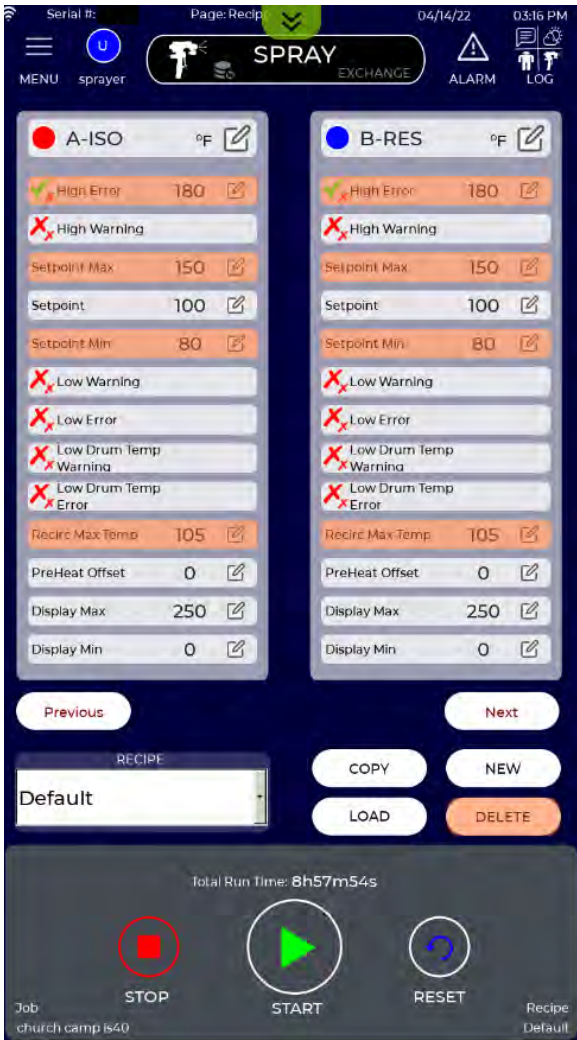 Serial #: Page: Recipe 04/14/22 03:16 PM
U
SPRAY
EXCHANGE
MENU sprayer ALARM LOG
A-ISO °F
High Error 180
High Warning
Setpoint Max 150
Setpoint 100
Setpoint Min 80
Low Warning
Low Error
Low Drum Temp
Warning
Low Drum Temp
Error
Recirc Max Temp 105
PreHeat Offset 0
Display Max 250
Display Min 0
B-RES °F
High Error 180
High Warning
Setpoint Max 150
Setpoint 100
Setpoint Min 80
Low Warning
Low Error
Low Drum Temp
Warning
Low Drum Temp
Error
Recirc Max Temp 105
PreHeat Offset 0
Display Max 250
Display Min 0
Previous
Next
RECIPE
Default
COPY
NEW
LOAD
DELETE
Total Run Time: 8h57m54s
STOP
START
RESET
Job
church camp is40
Recipe
Default